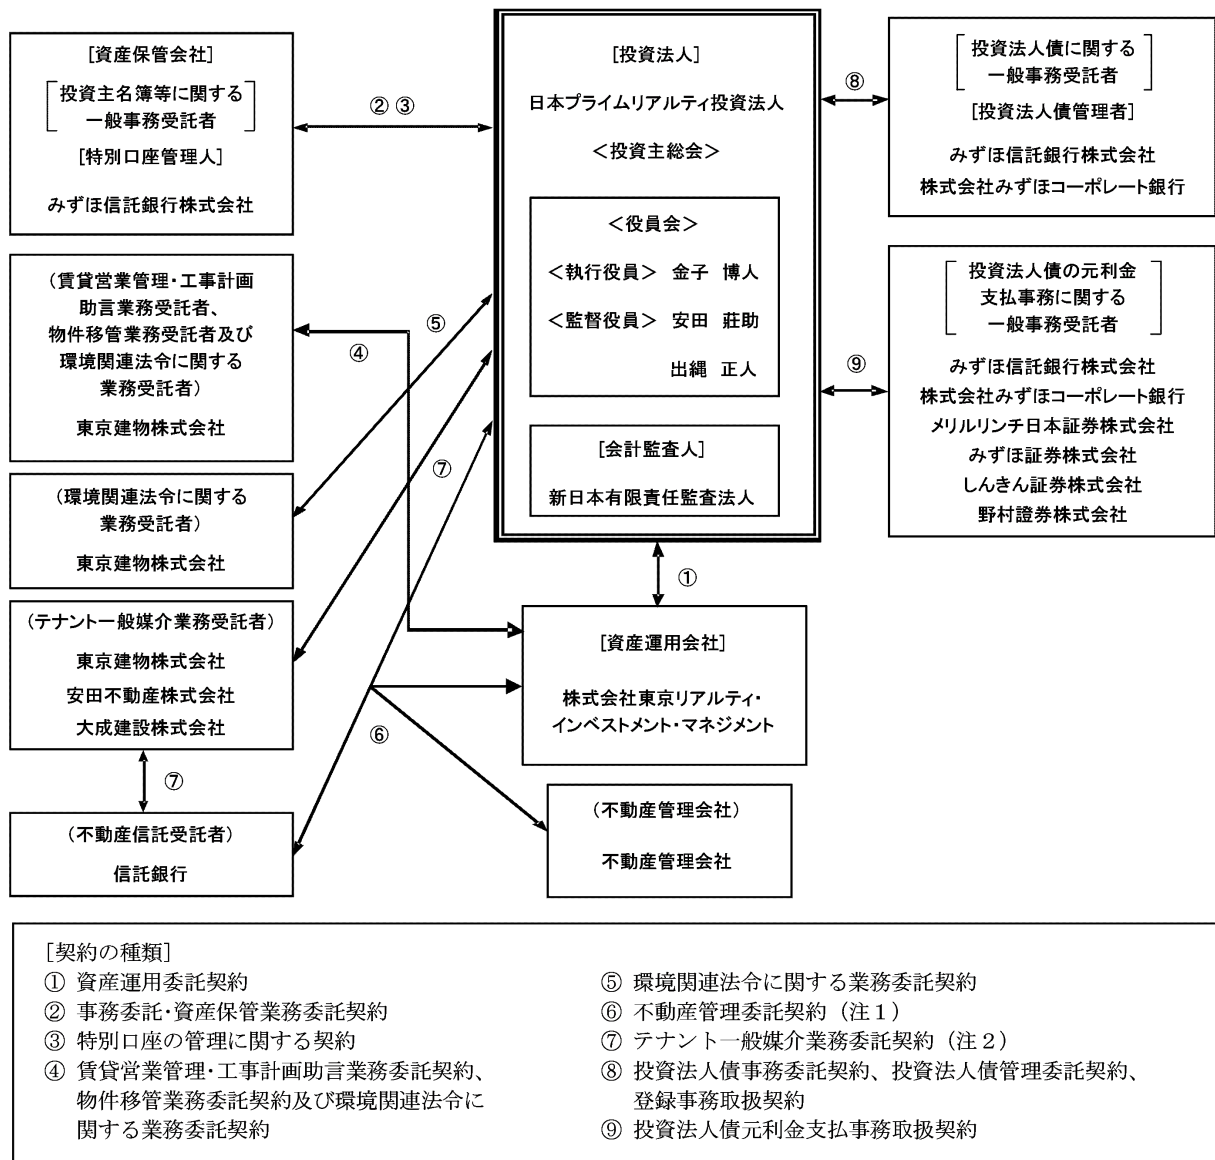 [資産保管会社]
投資主名簿等に関する
一般事務受託者
[特別口座管理人]
みずほ信託銀行株式会社
② ③
[投資法人]
日本プライムリアルティ投資法人
＜投資主総会＞
＜役員会＞
＜執行役員＞ 金子 博人
＜監督役員＞ 安田 莊助
出縄 正人
[会計監査人]
新日本有限責任監査法人
⑧
投資法人債に関する
一般事務受託者
[投資法人債管理者]
みずほ信託銀行株式会社
株式会社みずほコーポレート銀行
⑨
投資法人債の元利金
支払事務に関する
一般事務受託者
みずほ信託銀行株式会社
株式会社みずほコーポレート銀行
メリルリンチ日本証券株式会社
みずほ証券株式会社
しんきん証券株式会社
野村證券株式会社
（賃貸営業管理･工事計画
助言業務受託者、
物件移管業務受託者及び
環境関連法令に関する
業務受託者）
東京建物株式会社
④
⑤
（環境関連法令に関する
業務受託者）
東京建物株式会社
⑦
（テナント一般媒介業務受託者）
東京建物株式会社
安田不動産株式会社
大成建設株式会社
⑦
（不動産信託受託者）
信託銀行
⑥
①
[資産運用会社]
株式会社東京リアルティ･
インベストメント･マネジメント
（不動産管理会社）
不動産管理会社
[契約の種類]
① 資産運用委託契約
② 事務委託･資産保管業務委託契約
③ 特別口座の管理に関する契約
④ 賃貸営業管理･工事計画助言業務委託契約、
物件移管業務委託契約及び環境関連法令に
関する業務委託契約
⑤ 環境関連法令に関する業務委託契約
⑥ 不動産管理委託契約（注１）
⑦ テナント一般媒介業務委託契約（注２）
⑧ 投資法人債事務委託契約、投資法人債管理委託契約、
登録事務取扱契約
⑨ 投資法人債元利金支払事務取扱契約